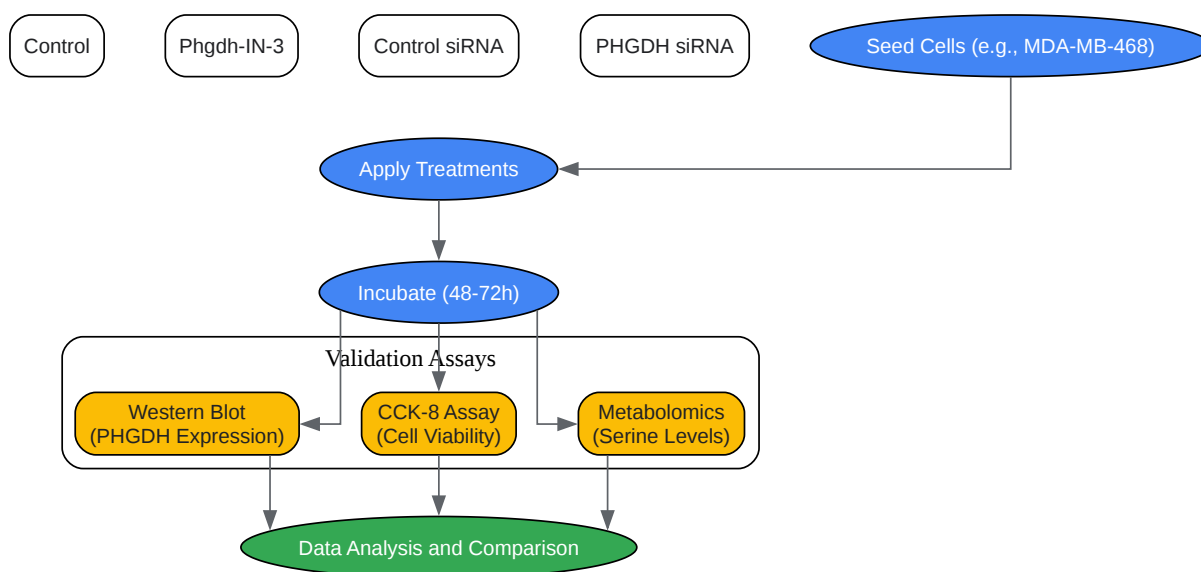 Control
Phgdh-IN-3
Control siRNA
PHGDH siRNA
Seed Cells (e.g., MDA-MB-468)
Apply Treatments
Incubate (48-72h)
Validation Assays
Western Blot
(PHGDH Expression)
CCK-8 Assay
(Cell Viability)
Metabolomics
(Serine Levels)
Data Analysis and Comparison